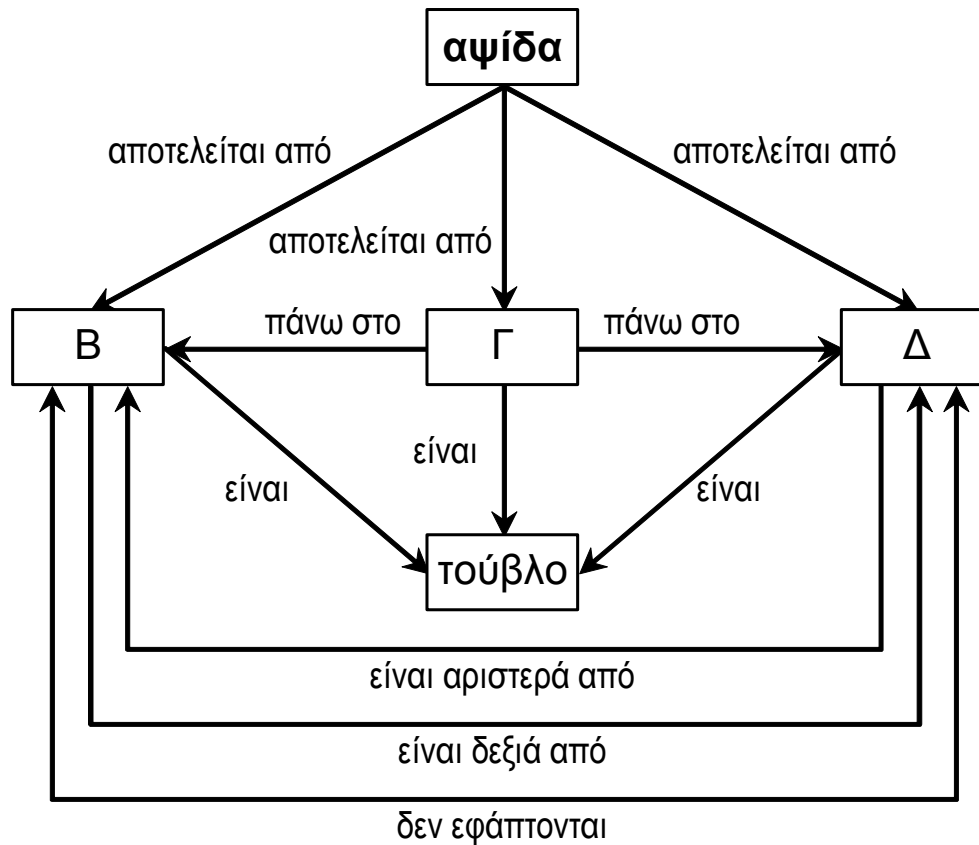 αψίδα
αποτελείται από
αποτελείται από
αποτελείται από
πάνω στο
πάνω στο
Β
Γ
Δ
είναι
είναι
είναι
τούβλο
είναι αριστερά από
είναι δεξιά από
δεν εφάπτονται